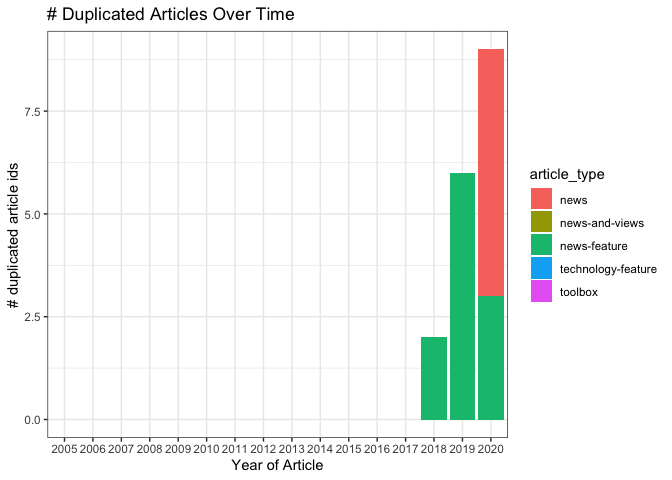 # Duplicated Articles Over Time
# duplicated article ids
7.5
5.0
2.5
0.0
2005 2006 2007 2008 2009 2010 2011 2012 2013 2014 2015 2016 2017 2018 2019 2020
Year of Article
article_type
news
news-and-views
news-feature
technology-feature
toolbox